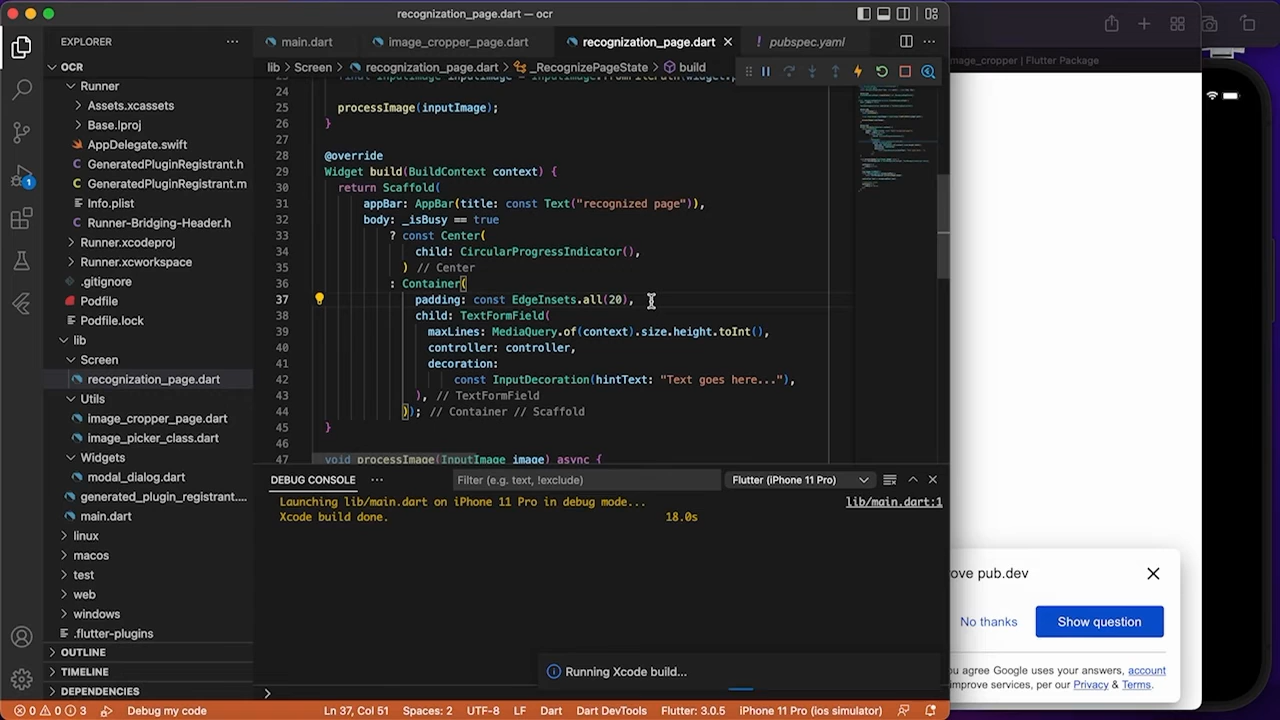 recognization_page.dart — ocr
EXPLORER
OCR
Runner
Assets.xcassets
Base.lproj
AppDelegate.swift
GeneratedPluginRegistrant.h
GeneratedPluginRegistrant.m
Info.plist
Runner-Bridging-Header.h
Runner.xcodeproj
Runner.xcworkspace
.gitignore
Podfile
Podfile.lock
lib
Screen
recognization_page.dart
Utils
image_cropper_page.dart
image_picker_class.dart
Widgets
modal_dialog.dart
generated_plugin_registrant....
main.dart
linux
macos
test
web
windows
.flutter-plugins
OUTLINE
TIMELINE
DEPENDENCIES
1
main.dart
image_cropper_page.dart
recognization_page.dart
pubspec.yaml
lib > Screen > recognization_page.dart > _RecognizePageState > build
24
25 processImage(inputImage);
26 }
27
28 @override
29 Widget build(BuildContext context) {
30 return Scaffold(
31 appBar: AppBar(title: const Text("recognized page")),
32 body: _isBusy == true
33 ? const Center(
34 child: CircularProgressIndicator(),
35 ) // Center
36 : Container(
37 padding: const EdgeInsets.all(20),
38 child: TextFormField(
39 maxLines: MediaQuery.of(context).size.height.toInt(),
40 controller: controller,
41 decoration:
42 const InputDecoration(hintText: "Text goes here..."),
43 ), // TextFormField
44 )); // Container // Scaffold
45 }
46
47 void processImage(InputImage image) async {
DEBUG CONSOLE
Filter (e.g. text, !exclude)
Flutter (iPhone 11 Pro)
Launching lib/main.dart on iPhone 11 Pro in debug mode... lib/main.dart:1
Xcode build done. 18.0s
Running Xcode build...
0 0 3 Debug my code Ln 37, Col 51 Spaces: 2 UTF-8 LF Dart Dart DevTools Flutter: 3.0.5 iPhone 11 Pro (ios simulator)
mage_cropper | Flutter Package
ove pub.dev
No thanks
Show question
u agree Google uses your answers, account
improve services, per our Privacy & Terms.